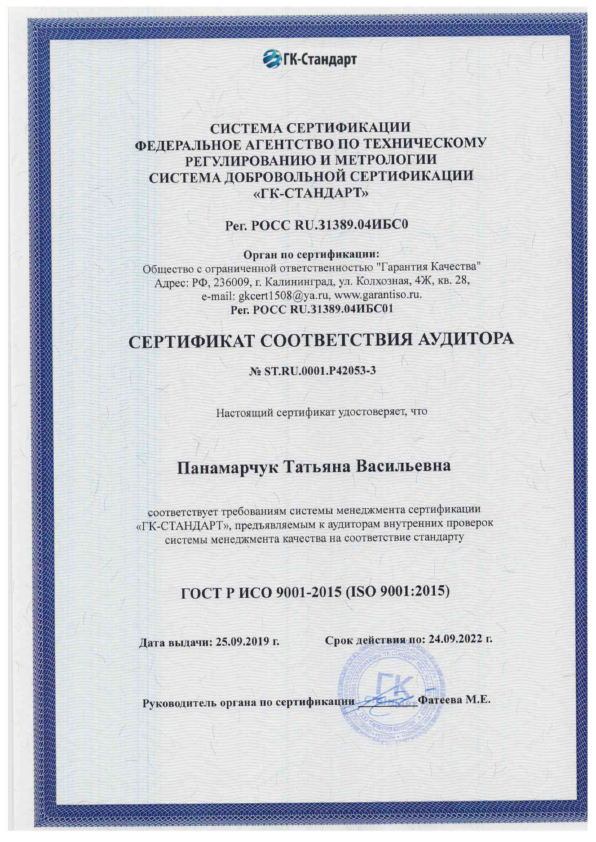 ГК-Стандарт
СИСТЕМА СЕРТИФИКАЦИИ
ФЕДЕРАЛЬНОЕ АГЕНТСТВО ПО ТЕХНИЧЕСКОМУ
РЕГУЛИРОВАНИЮ И МЕТРОЛОГИИ
СИСТЕМА ДОБРОВОЛЬНОЙ СЕРТИФИКАЦИИ
«ГК-СТАНДАРТ»
Рег. РОСС RU.З1389.04ИБС0
Орган по сертификации:
Общество с ограниченной ответственностью "Гарантия Качества"
Адрес: РФ, 236009, г. Калининград, ул. Колхозная, 4Ж, кв. 28,
e-mail: gkcert1508@ya.ru, www.garantiso.ru.
Рег. РОСС RU.31389.04ИБС01
СЕРТИФИКАТ СООТВЕТСТВИЯ АУДИТОРА
№ ST.RU.0001.P42053-3
Настоящий сертификат удостоверяет, что
Панамарчук Татьяна Васильевна
соответствует требованиям системы менеджмента сертификации
«ГК-СТАНДАРТ», предъявляемым к аудиторам внутренних проверок
системы менеджмента качества на соответствие стандарту
ГОСТ Р ИСО 9001-2015 (ISO 9001:2015)
Дата выдачи: 25.09.2019 г. Срок действия по: 24.09.2022 г.
ГК
Руководитель органа по сертификации Фатеева М.Е.